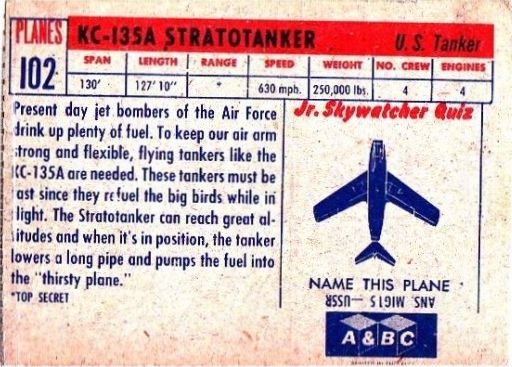 PLANES
102
KC-135A STRATOTANKER
U. S. Tanker
SPAN LENGTH RANGE SPEED WEIGHT NO. CREW ENGINES
130' 127' 10" * 630 mph. 250,000 lbs. 4 4
Present day jet bombers of the Air Force
drink up plenty of fuel. To keep our air arm
strong and flexible, flying tankers like the
KC-135A are needed. These tankers must be
ast since they refuel the big birds while in
light. The Stratotanker can reach great al-
itudes and when it's in position, the tanker
lowers a long pipe and pumps the fuel into
the "thirsty plane."
*TOP SECRET
Jr. Skywatcher Quiz
NAME THIS PLANE
ANS. MIG15 -
USSR
A & BC